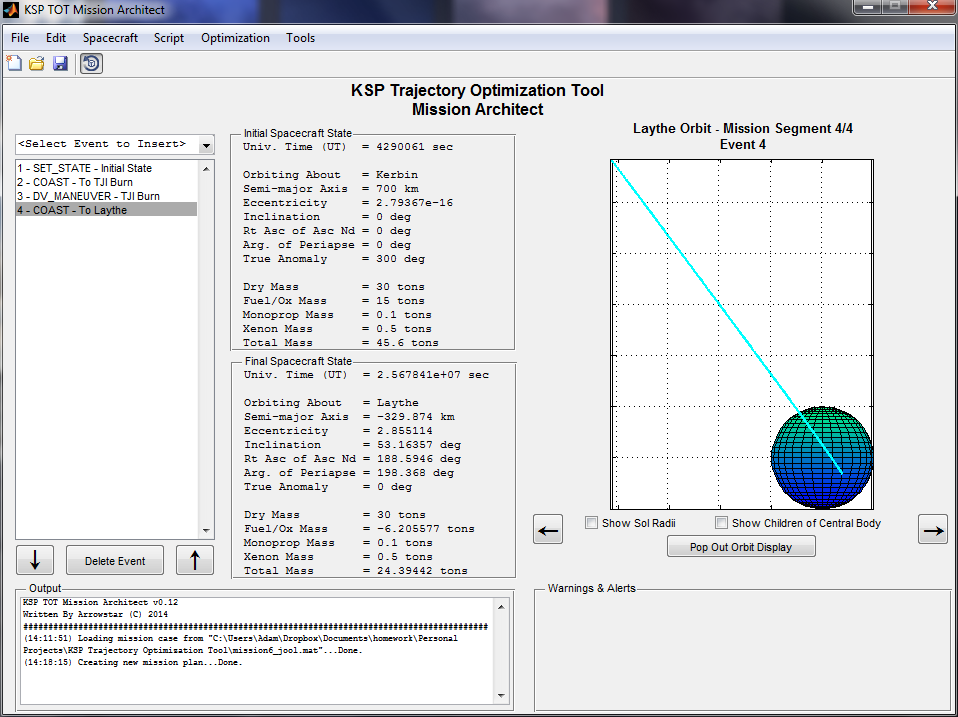 KSP TOT Mission Architect
File Edit Spacecraft Script Optimization Tools
KSP Trajectory Optimization Tool
Mission Architect
<Select Event to Insert>
1 - SET_STATE - Initial State
2 - COAST - To TJI Burn
3 - DV_MANEUVER - TJI Burn
4 - COAST - To Laythe
Delete Event
Initial Spacecraft State
Univ. Time (UT) = 4290061 sec
Orbiting About = Kerbin
Semi-major Axis = 700 km
Eccentricity = 2.79367e-16
Inclination = 0 deg
Rt Asc of Asc Nd = 0 deg
Arg. of Periapse = 0 deg
True Anomaly = 300 deg
Dry Mass = 30 tons
Fuel/Ox Mass = 15 tons
Monoprop Mass = 0.1 tons
Xenon Mass = 0.5 tons
Total Mass = 45.6 tons
Final Spacecraft State
Univ. Time (UT) = 2.567841e+07 sec
Orbiting About = Laythe
Semi-major Axis = -329.874 km
Eccentricity = 2.855114
Inclination = 53.16357 deg
Rt Asc of Asc Nd = 188.5946 deg
Arg. of Periapse = 198.368 deg
True Anomaly = 0 deg
Dry Mass = 30 tons
Fuel/Ox Mass = -6.205577 tons
Monoprop Mass = 0.1 tons
Xenon Mass = 0.5 tons
Total Mass = 24.39442 tons
Laythe Orbit - Mission Segment 4/4
Event 4
Show Sol Radii
Show Children of Central Body
Pop Out Orbit Display
Output
KSP TOT Mission Architect v0.12
Written By Arrowstar (C) 2014
###########################################################################################
(14:11:51) Loading mission case from "C:\Users\Adam\Dropbox\Documents\homework\Personal
Projects\KSP Trajectory Optimization Tool\mission6_jool.mat"...Done.
(14:18:15) Creating new mission plan...Done.
Warnings & Alerts